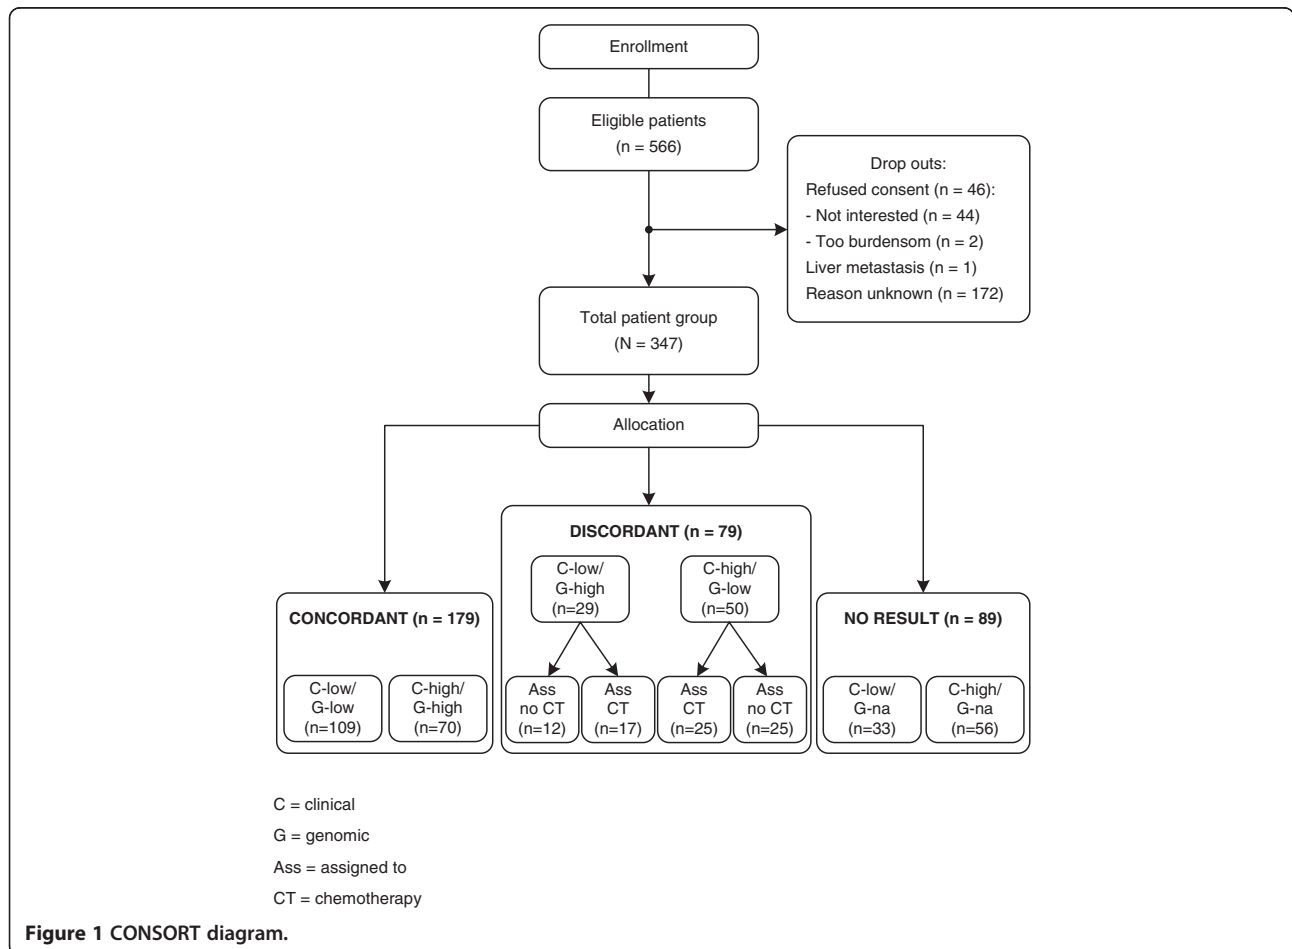 Enrollment
Eligible patients
(n = 566)
Drop outs:
Refused consent (n = 46):
- Not interested (n = 44)
- Too burdensom (n = 2)
Liver metastasis (n = 1)
Reason unknown (n = 172)
Total patient group
(N = 347)
Allocation
CONCORDANT (n = 179)
C-low/
G-low
(n=109)
C-high/
G-high
(n=70)
DISCORDANT (n = 79)
C-low/
G-high
(n=29)
C-high/
G-low
(n=50)
Ass
no CT
(n=12)
Ass
CT
(n=17)
Ass
CT
(n=25)
Ass
no CT
(n=25)
NO RESULT (n = 89)
C-low/
G-na
(n=33)
C-high/
G-na
(n=56)
C = clinical
G = genomic
Ass = assigned to
CT = chemotherapy
Figure 1 CONSORT diagram.